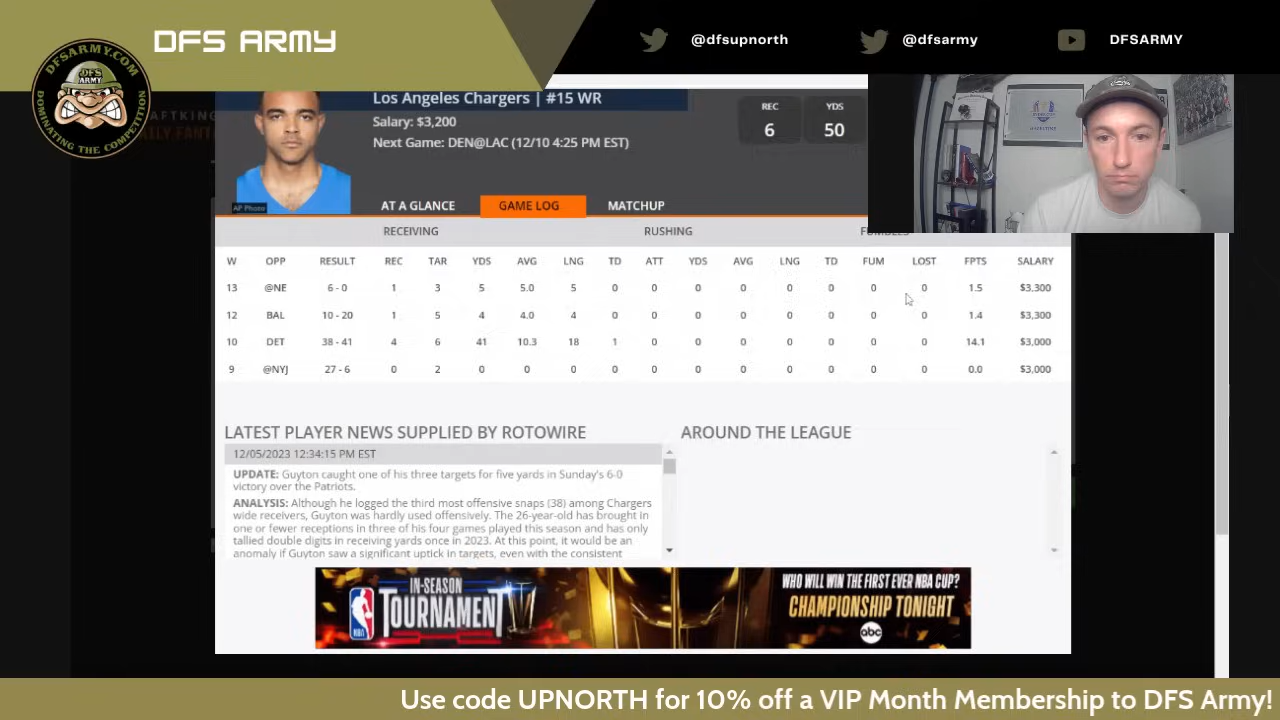 DFS ARMY
@dfsupnorth
@dfsarmy
DFSARMY
DFSARMY.COM
DFS
ARMY
DOMINATING THE COMPETITION
Los Angeles Chargers | #15 WR
Salary: $3,200
Next Game: DEN@LAC (12/10 4:25 PM EST)
REC YDS
6 50
AP Photo
AT A GLANCE GAME LOG MATCHUP
RECEIVING RUSHING FUMBLES
W OPP RESULT REC TAR YDS AVG LNG TD ATT YDS AVG LNG TD FUM LOST FPTS SALARY
13 @NE 6 - 0 1 3 5 5.0 5 0 0 0 0 0 0 0 0 1.5 $3,300
12 BAL 10 - 20 1 5 4 4.0 4 0 0 0 0 0 0 0 0 1.4 $3,300
10 DET 38 - 41 4 6 41 10.3 18 1 0 0 0 0 0 0 0 14.1 $3,000
9 @NYJ 27 - 6 0 2 0 0 0 0 0 0 0 0 0 0 0 0.0 $3,000
LATEST PLAYER NEWS SUPPLIED BY ROTOWIRE
AROUND THE LEAGUE
12/05/2023 12:34:15 PM EST
UPDATE: Guyton caught one of his three targets for five yards in Sunday's 6-0
victory over the Patriots.
ANALYSIS: Although he logged the third most offensive snaps (38) among Chargers
wide receivers, Guyton was hardly used offensively. The 26-year-old has brought in
one or fewer receptions in three of his four games played this season and has only
tallied double digits in receiving yards once in 2023. At this point, it would be an
anomaly if Guyton saw a significant uptick in targets, even with the consistent
NBA
IN-SEASON
TOURNAMENT
WHO WILL WIN THE FIRST EVER NBA CUP?
CHAMPIONSHIP TONIGHT
abc
Use code UPNORTH for 10% off a VIP Month Membership to DFS Army!